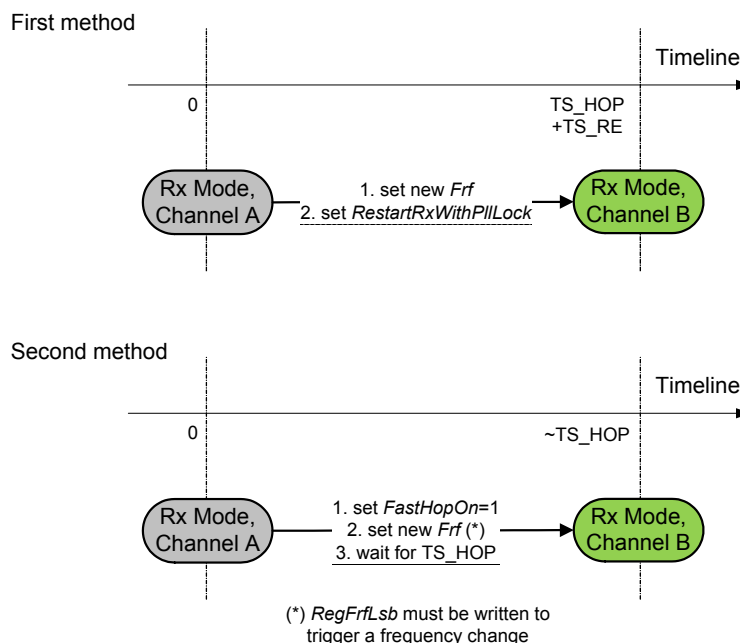 First method
Timeline
0
TS_HOP
+TS_RE
Rx Mode,
Channel A
1. set new Frf
2. set RestartRxWithPllLock
Rx Mode,
Channel B
Second method
Timeline
0
~TS_HOP
Rx Mode,
Channel A
1. set FastHopOn=1
2. set new Frf (*)
3. wait for TS_HOP
Rx Mode,
Channel B
(*) RegFrfLsb must be written to
trigger a frequency change